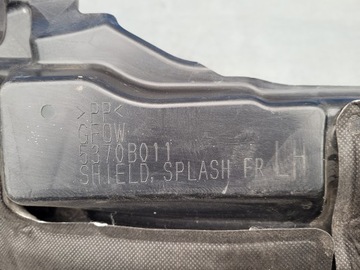 >PP<
GFOW
5370B011
SHIELD, SPLASH FR LH